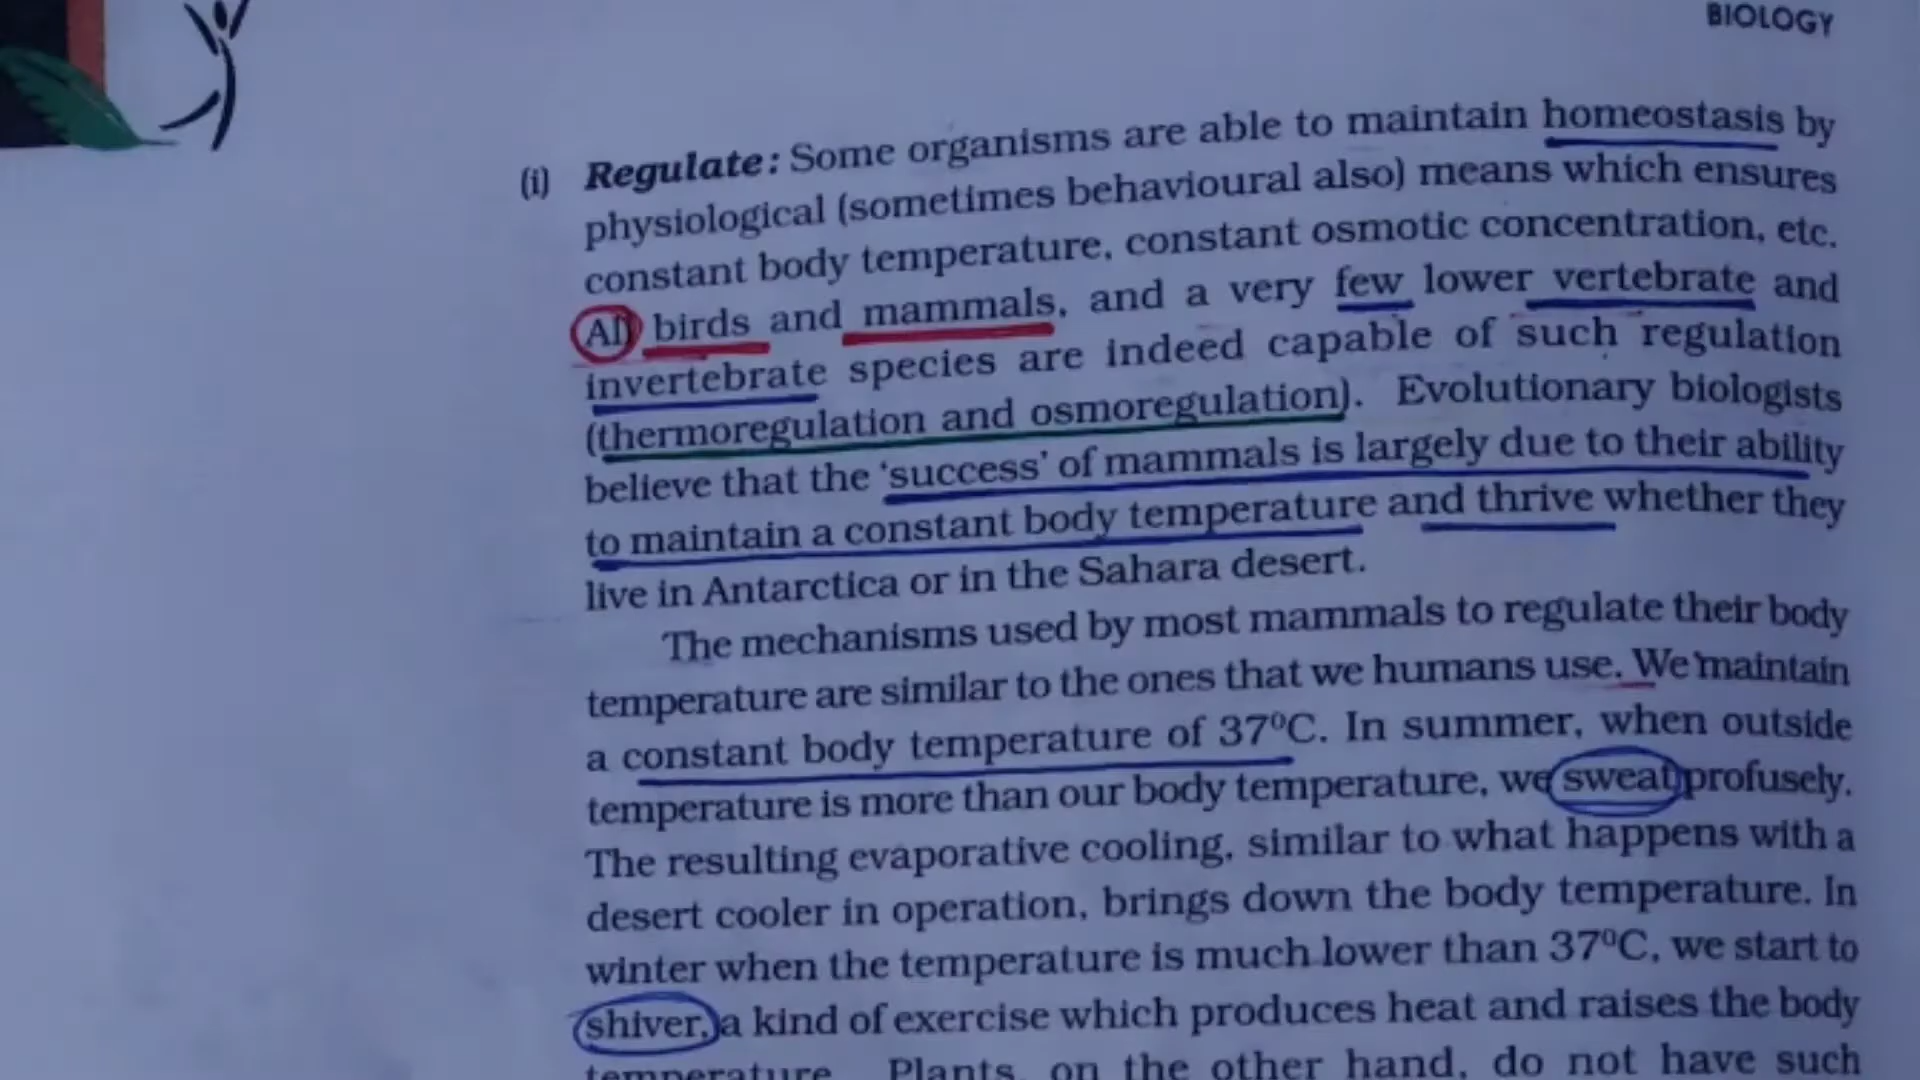 BIOLOGY
(i) Regulate: Some organisms are able to maintain homeostasis by
physiological (sometimes behavioural also) means which ensures
constant body temperature, constant osmotic concentration, etc.
All birds and mammals, and a very few lower vertebrate and
invertebrate species are indeed capable of such regulation
(thermoregulation and osmoregulation). Evolutionary biologists
believe that the ‘success’ of mammals is largely due to their ability
to maintain a constant body temperature and thrive whether they
live in Antarctica or in the Sahara desert.
The mechanisms used by most mammals to regulate their body
temperature are similar to the ones that we humans use. We maintain
a constant body temperature of 37⁰C. In summer, when outside
temperature is more than our body temperature, we sweat profusely.
The resulting evaporative cooling, similar to what happens with a
desert cooler in operation, brings down the body temperature. In
winter when the temperature is much lower than 37⁰C, we start to
shiver, a kind of exercise which produces heat and raises the body
temperature. Plants, on the other hand, do not have such